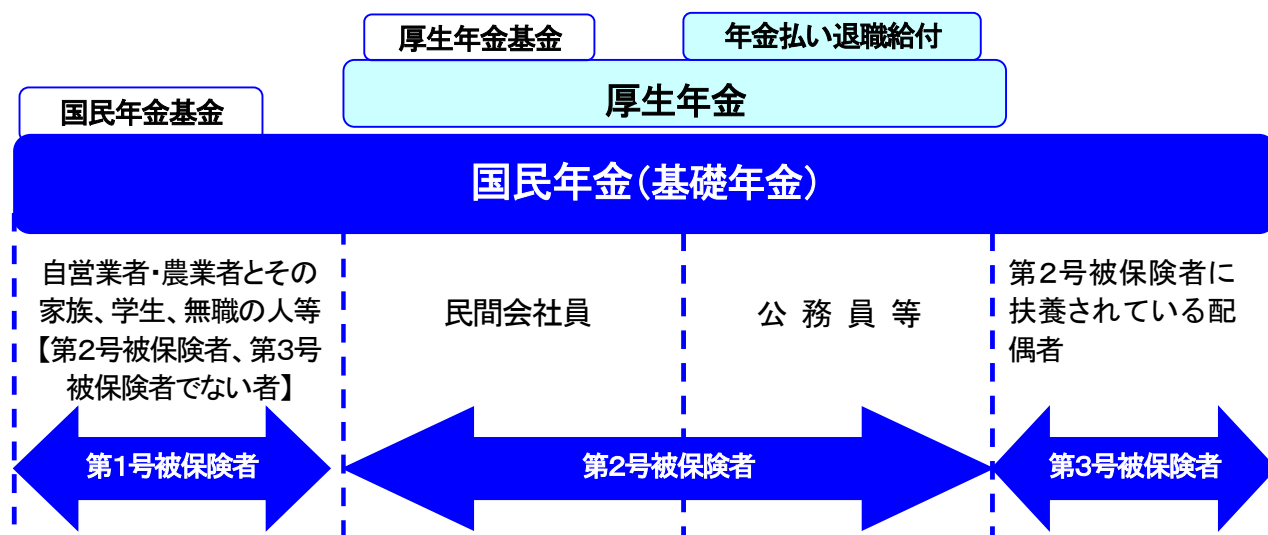 厚生年金基金
年金払い退職給付
厚生年金
国民年金基金
国民年金(基礎年金)
自営業者・農業者とその
家族、学生、無職の人等
【第2号被保険者、第3号
被保険者でない者】
民間会社員
公務員等
第2号被保険者に
扶養されている配
偶者
第1号被保険者
第2号被保険者
第3号被保険者